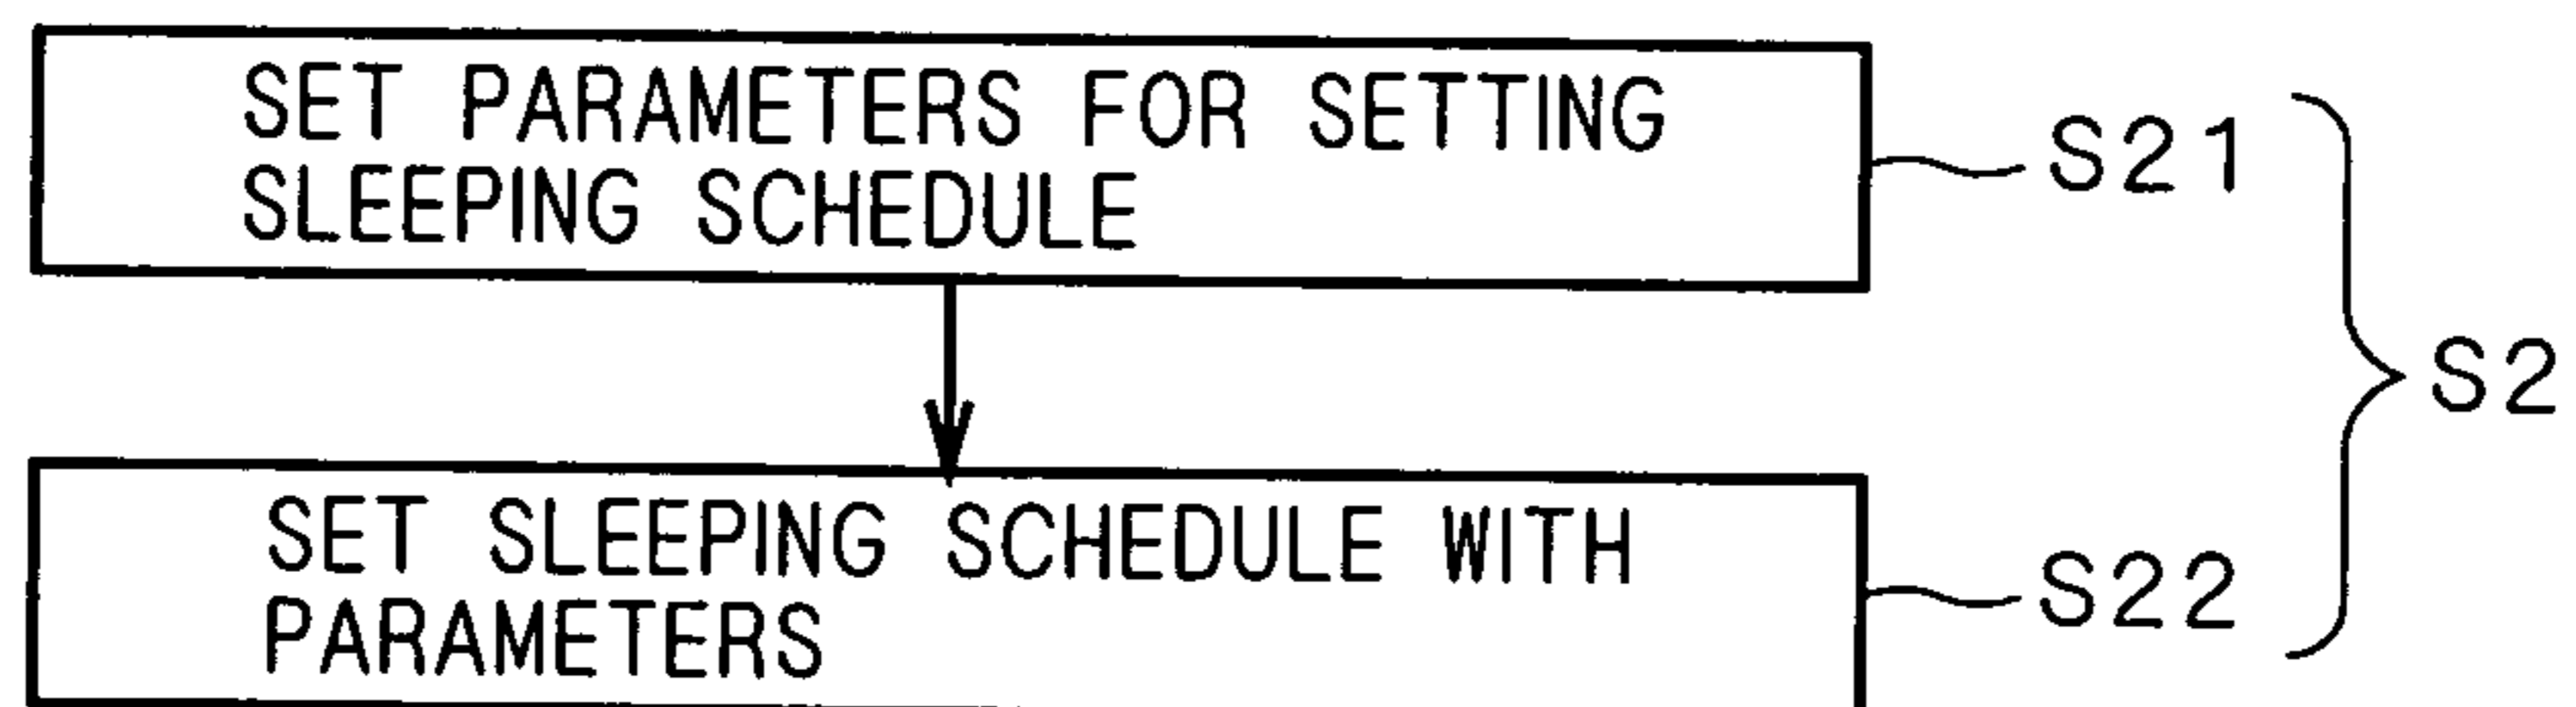 SET PARAMETERS FOR SETTING
SLEEPING SCHEDULE
S21
S2
SET SLEEPING SCHEDULE WITH
PARAMETERS
S22